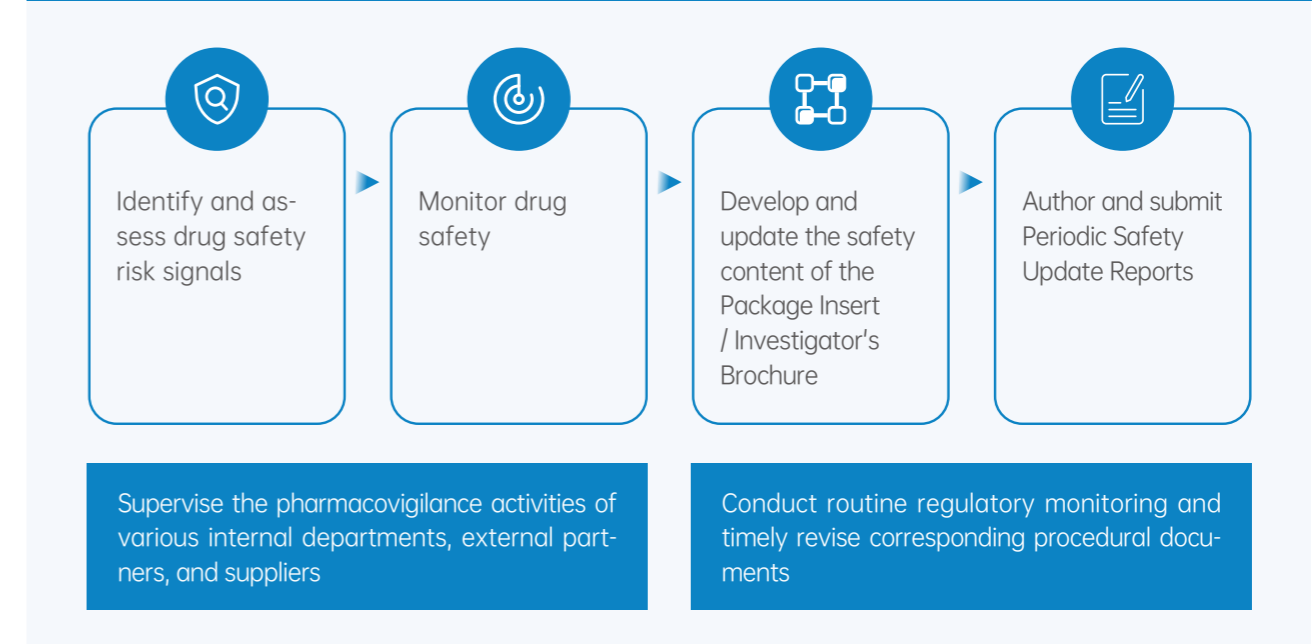 Identify and as-
sess drug safety
risk signals
Monitor drug
safety
Develop and
update the safety
content of the
Package Insert
/ Investigator's
Brochure
Author and submit
Periodic Safety
Update Reports
Supervise the pharmacovigilance activities of
various internal departments, external part-
ners, and suppliers
Conduct routine regulatory monitoring and
timely revise corresponding procedural docu-
ments